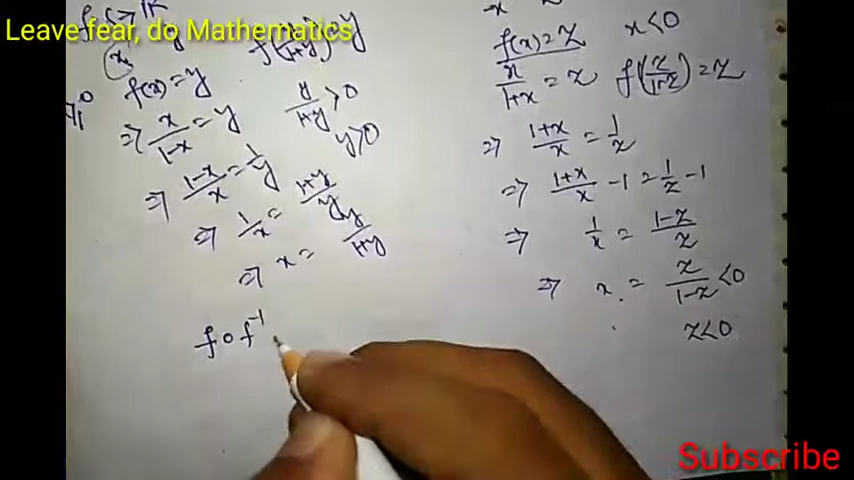 Leave fear, do Mathematics
f(x) = y
⇒ x/(1-x) = y
y/(1+y) > 0
y > 0
⇒ (1-x)/x = 1/y
⇒ 1/x = (1+y)/y
⇒ x = y/(1+y)
f o f⁻¹
f(x) = z
x < 0
x/(1+x) = z
f(z/(1-z)) = z
⇒ (1+x)/x = 1/z
⇒ (1+x)/x - 1 = 1/z - 1
⇒ 1/x = (1-z)/z
⇒ x = z/(1-z) < 0
z < 0
Subscribe